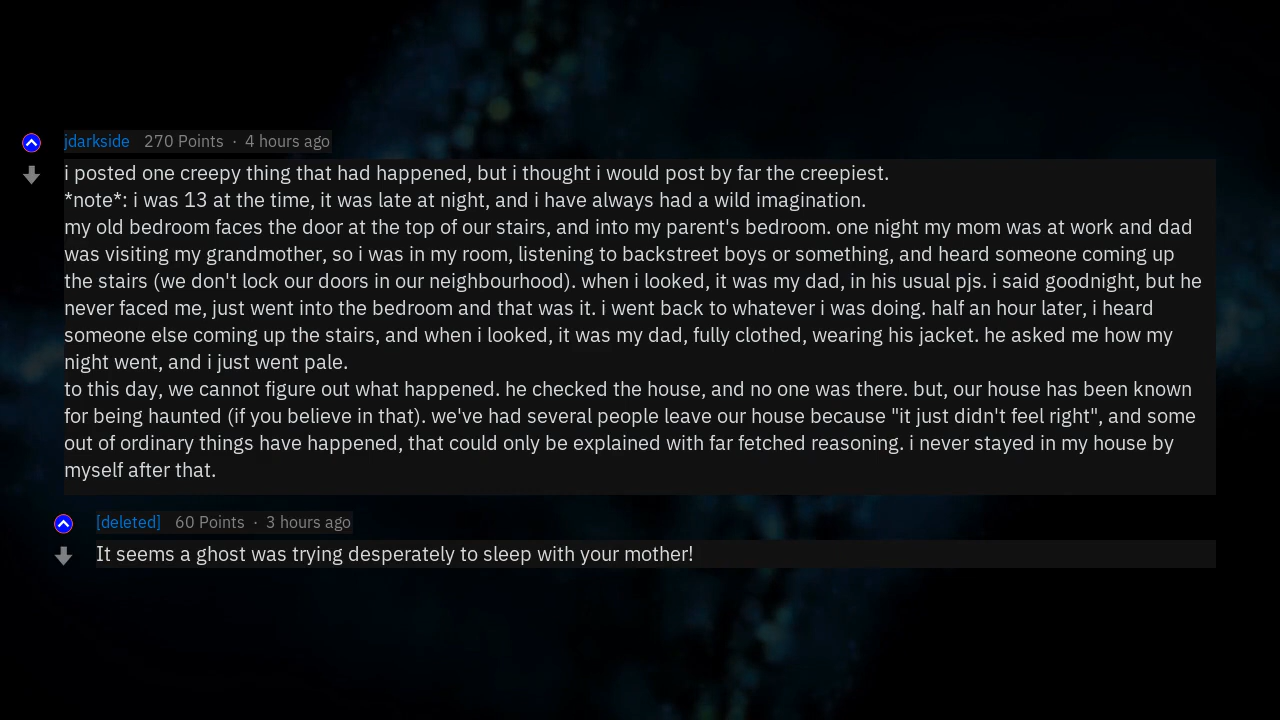 jdarkside 270 Points · 4 hours ago
i posted one creepy thing that had happened, but i thought i would post by far the creepiest.
*note*: i was 13 at the time, it was late at night, and i have always had a wild imagination.
my old bedroom faces the door at the top of our stairs, and into my parent's bedroom. one night my mom was at work and dad
was visiting my grandmother, so i was in my room, listening to backstreet boys or something, and heard someone coming up
the stairs (we don't lock our doors in our neighbourhood). when i looked, it was my dad, in his usual pjs. i said goodnight, but he
never faced me, just went into the bedroom and that was it. i went back to whatever i was doing. half an hour later, i heard
someone else coming up the stairs, and when i looked, it was my dad, fully clothed, wearing his jacket. he asked me how my
night went, and i just went pale.
to this day, we cannot figure out what happened. he checked the house, and no one was there. but, our house has been known
for being haunted (if you believe in that). we've had several people leave our house because "it just didn't feel right", and some
out of ordinary things have happened, that could only be explained with far fetched reasoning. i never stayed in my house by
myself after that.
[deleted] 60 Points · 3 hours ago
It seems a ghost was trying desperately to sleep with your mother!